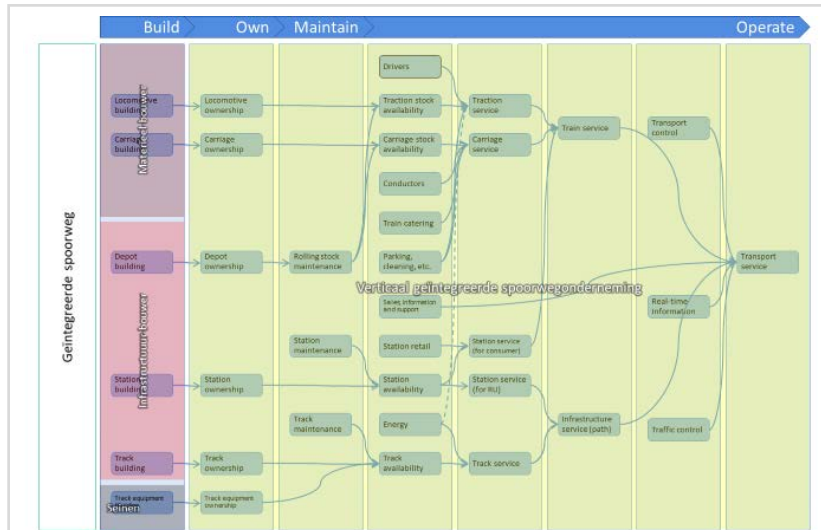 Build
Own
Maintain
Operate
Geïntegreerde spoorweg
Materieel-bouwer
Infrastructuur-bouwer
Seinen
Verticaal geïntegreerde spoorwegonderneming
Drivers
Locomotive
building
Locomotive
ownership
Traction stock
availability
Traction
service
Carriage
building
Carriage
ownership
Carriage stock
availability
Carriage
service
Train service
Transport
control
Conductors
Train catering
Depot
building
Depot
ownership
Rolling stock
maintenance
Parking,
cleaning, etc.
Transport
service
Sales, information
and support
Real-time
information
Station
maintenance
Station retail
Station service
(for consumer)
Station
building
Station
ownership
Station
availability
Station service
(for RU)
Track
maintenance
Energy
Infrastructure
service (path)
Traffic control
Track
building
Track
ownership
Track
availability
Track service
Track equipment
Track equipment
ownership